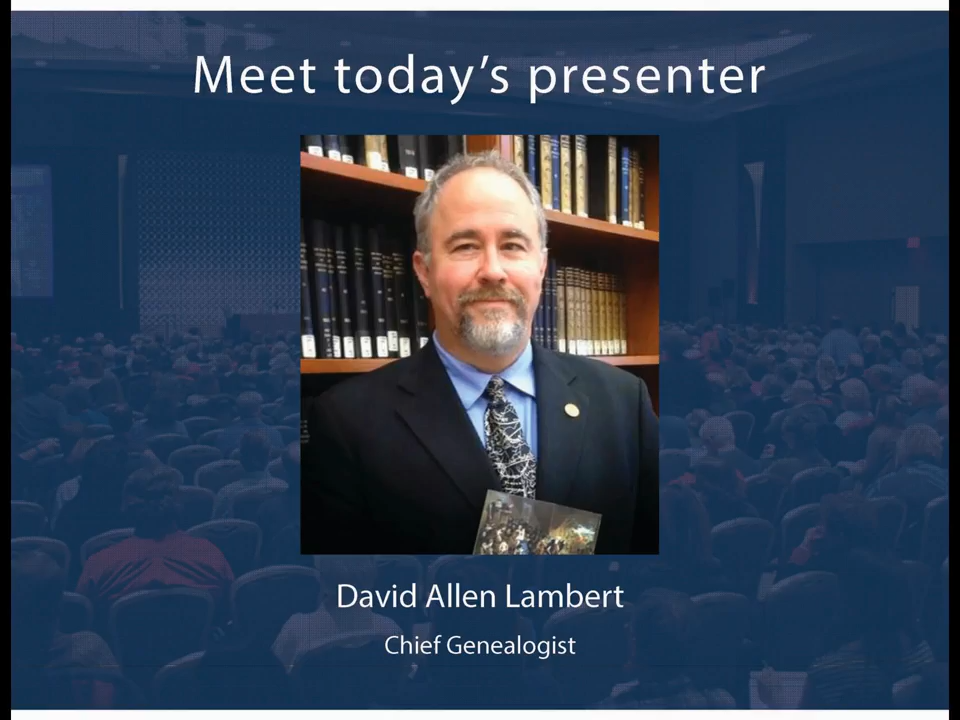 Meet today's presenter
David Allen Lambert
Chief Genealogist